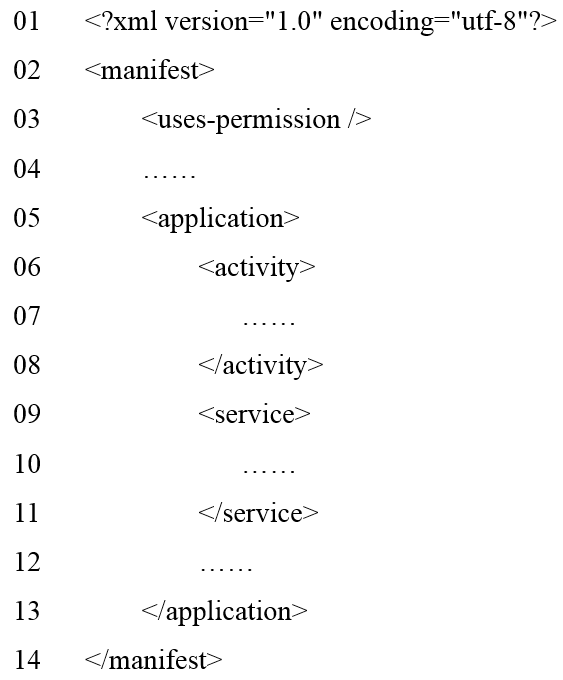 01 <?xml version="1.0" encoding="utf-8"?>
02 <manifest>
03 <uses-permission />
04 ……
05 <application>
06 <activity>
07 ……
08 </activity>
09 <service>
10 ……
11 </service>
12 ……
13 </application>
14 </manifest>